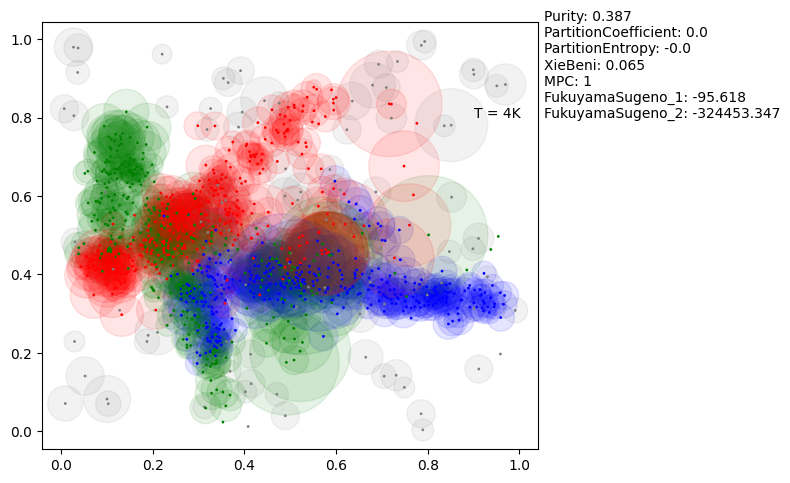 Purity: 0.387
PartitionCoefficient: 0.0
PartitionEntropy: -0.0
XieBeni: 0.065
MPC: 1
FukuyamaSugeno_1: -95.618
FukuyamaSugeno_2: -324453.347
T = 4K
1.0
0.8
0.6
0.4
0.2
0.0
0.0 0.2 0.4 0.6 0.8 1.0